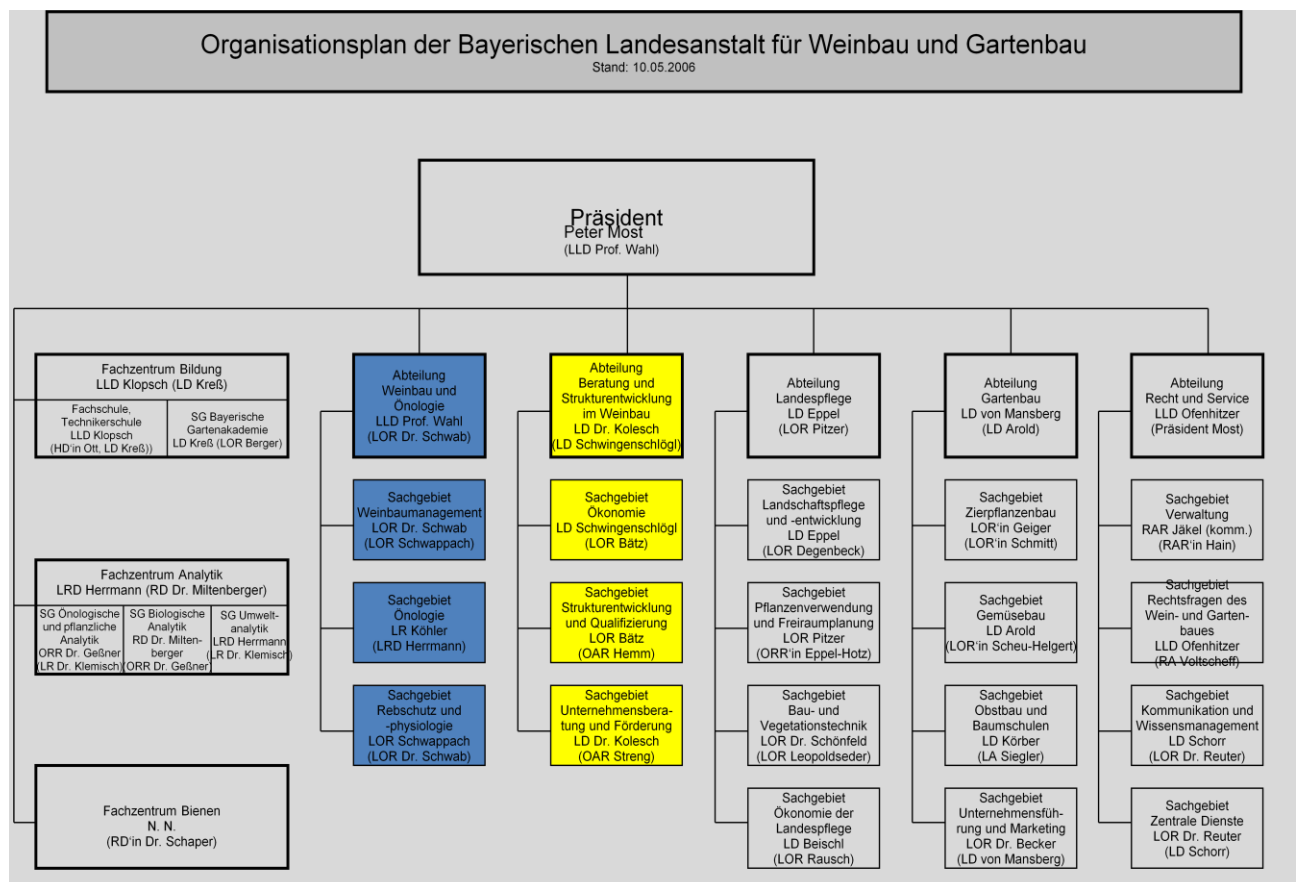 Organisationsplan der Bayerischen Landesanstalt für Weinbau und Gartenbau
Stand: 10.05.2006
Präsident
Peter Most
(LLD Prof. Wahl)
Fachzentrum Bildung
LLD Klopsch (LD Kreß)
Fachschule,
Technikerschule
LLD Klopsch
(HD'in Ott, LD Kreß))
SG Bayerische
Gartenakademie
LD Kreß (LOR Berger)
Fachzentrum Analytik
LRD Herrmann (RD Dr. Miltenberger)
SG Önologische
und pflanzliche
Analytik
ORR Dr. Geßner
(LR Dr. Klemisch)
SG Biologische
Analytik
RD Dr. Milten-
berger
(ORR Dr. Geßner)
SG Umwelt-
analytik
LRD Herrmann
(LR Dr. Klemisch)
Fachzentrum Bienen
N. N.
(RD'in Dr. Schaper)
Abteilung
Weinbau und
Önologie
LLD Prof. Wahl
(LOR Dr. Schwab)
Sachgebiet
Weinbaumanagement
LOR Dr. Schwab
(LOR Schwappach)
Sachgebiet
Önologie
LR Köhler
(LRD Herrmann)
Sachgebiet
Rebschutz und
-physiologie
LOR Schwappach
(LOR Dr. Schwab)
Abteilung
Beratung und
Strukturentwicklung
im Weinbau
LD Dr. Kolesch
(LD Schwingenschlögl)
Sachgebiet
Ökonomie
LD Schwingenschlögl
(LOR Bätz)
Sachgebiet
Strukturentwicklung
und Qualifizierung
LOR Bätz
(OAR Hemm)
Sachgebiet
Unternehmensbera-
tung und Förderung
LD Dr. Kolesch
(OAR Streng)
Abteilung
Landespflege
LD Eppel
(LOR Pitzer)
Sachgebiet
Landschaftspflege
und -entwicklung
LD Eppel
(LOR Degenbeck)
Sachgebiet
Pflanzenverwendung
und Freiraumplanung
LOR Pitzer
(ORR'in Eppel-Hotz)
Sachgebiet
Bau- und
Vegetationstechnik
LOR Dr. Schönfeld
(LOR Leopoldseder)
Sachgebiet
Ökonomie der
Landespflege
LD Beischl
(LOR Rausch)
Abteilung
Gartenbau
LD von Mansberg
(LD Arold)
Sachgebiet
Zierpflanzenbau
LOR'in Geiger
(LOR'in Schmitt)
Sachgebiet
Gemüsebau
LD Arold
(LOR'in Scheu-Helgert)
Sachgebiet
Obstbau und
Baumschulen
LD Körber
(LA Siegler)
Sachgebiet
Unternehmensfüh-
rung und Marketing
LOR Dr. Becker
(LD von Mansberg)
Abteilung
Recht und Service
LLD Ofenhitzer
(Präsident Most)
Sachgebiet
Verwaltung
RAR Jäkel (komm.)
(RAR'in Hain)
Sachgebiet
Rechtsfragen des
Wein- und Garten-
baues
LLD Ofenhitzer
(RA Voltscheff)
Sachgebiet
Kommunikation und
Wissensmanagement
LD Schorr
(LOR Dr. Reuter)
Sachgebiet
Zentrale Dienste
LOR Dr. Reuter
(LD Schorr)